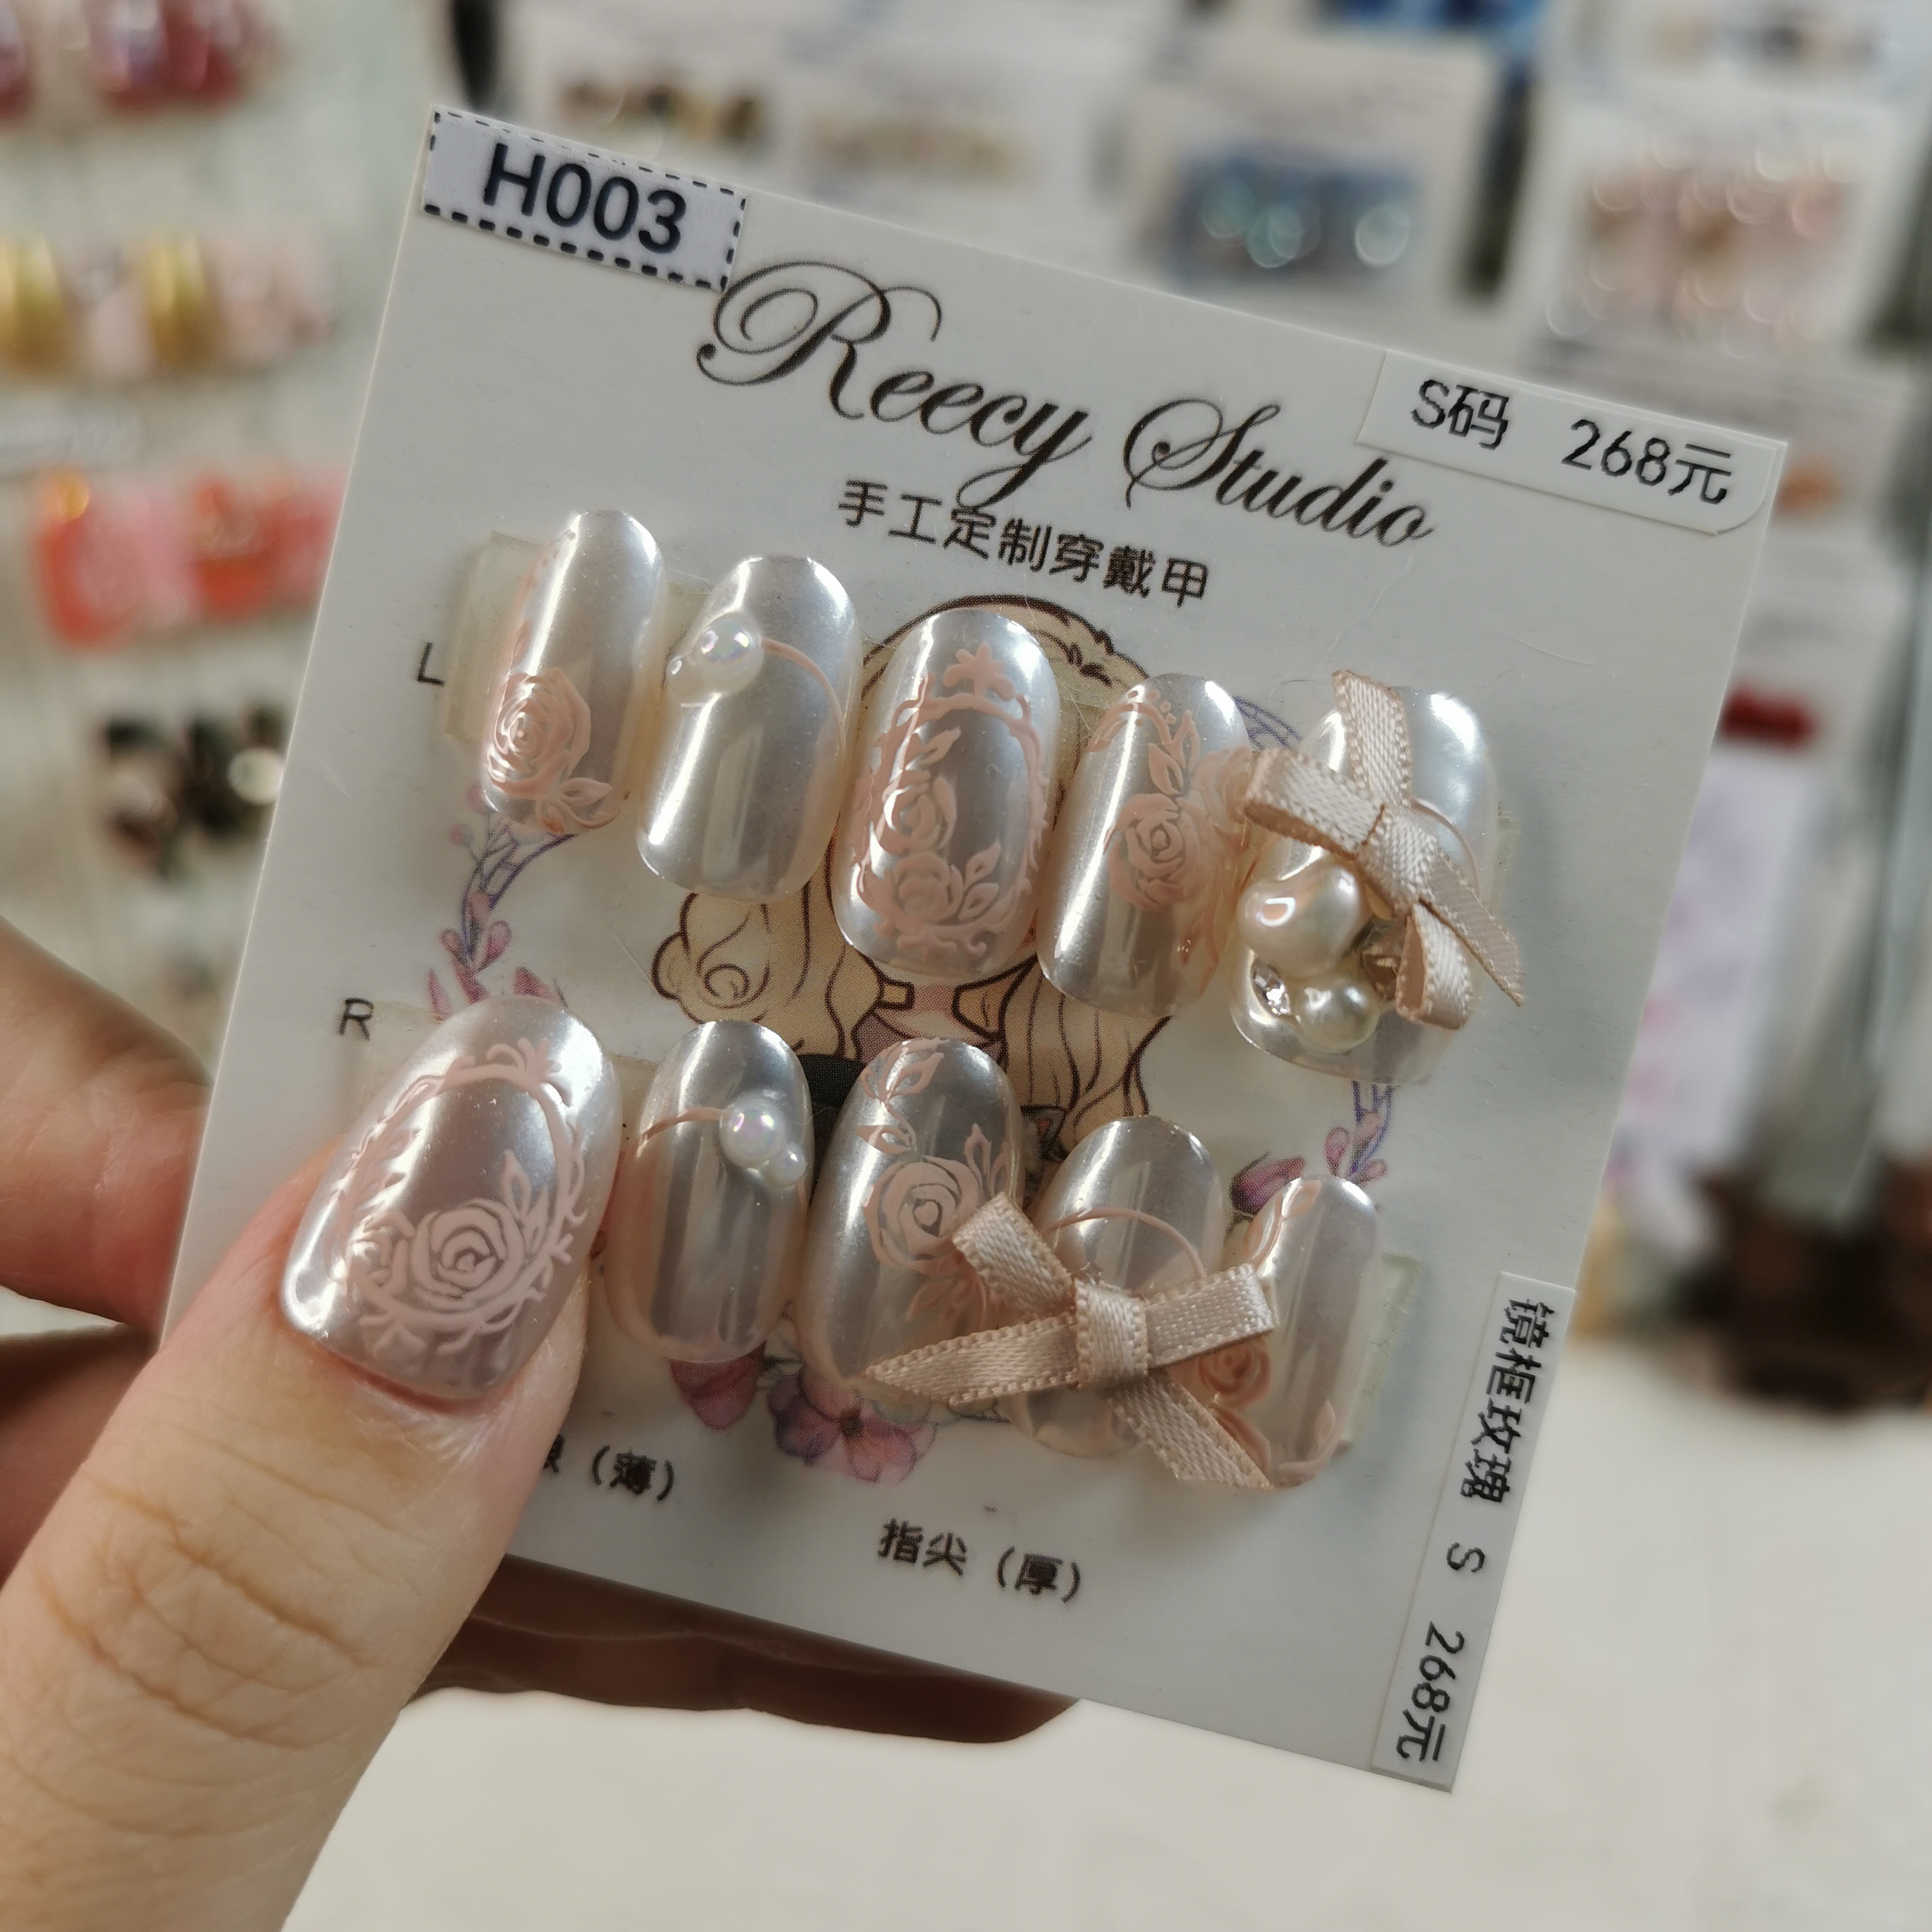 H003
Reecy Studio
S码 268元
手工定制穿戴甲
L
R
(薄)
指尖(厚)
镜框玫瑰 S 268元